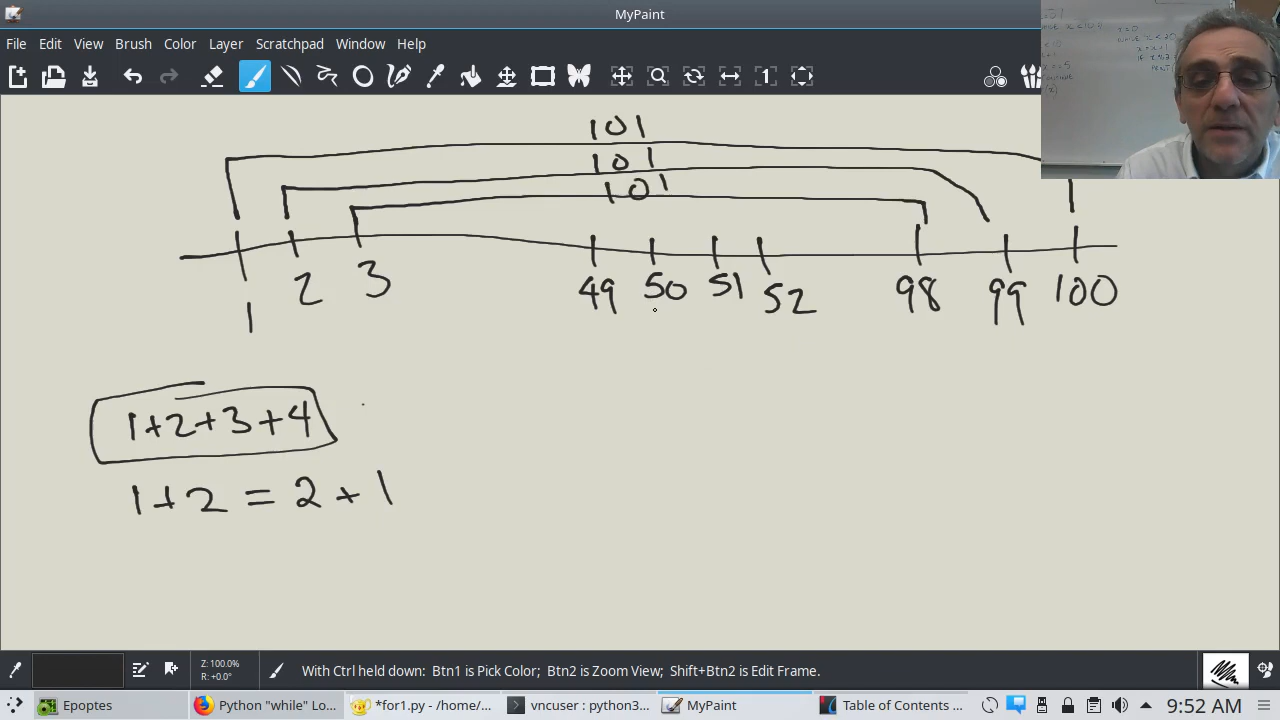 MyPaint
File Edit View Brush Color Layer Scratchpad Window Help
101
101
101
1 2 3 49 50 51 52 98 99 100
1+2+3+4
1+2 = 2+1
Z: 100.0%
R: +0.0°
With Ctrl held down: Btn1 is Pick Color; Btn2 is Zoom View; Shift+Btn2 is Edit Frame.
Epoptes Python "while" lo... *for1.py - /home/... vncuser : python3... MyPaint Table of Contents ... 9:52 AM